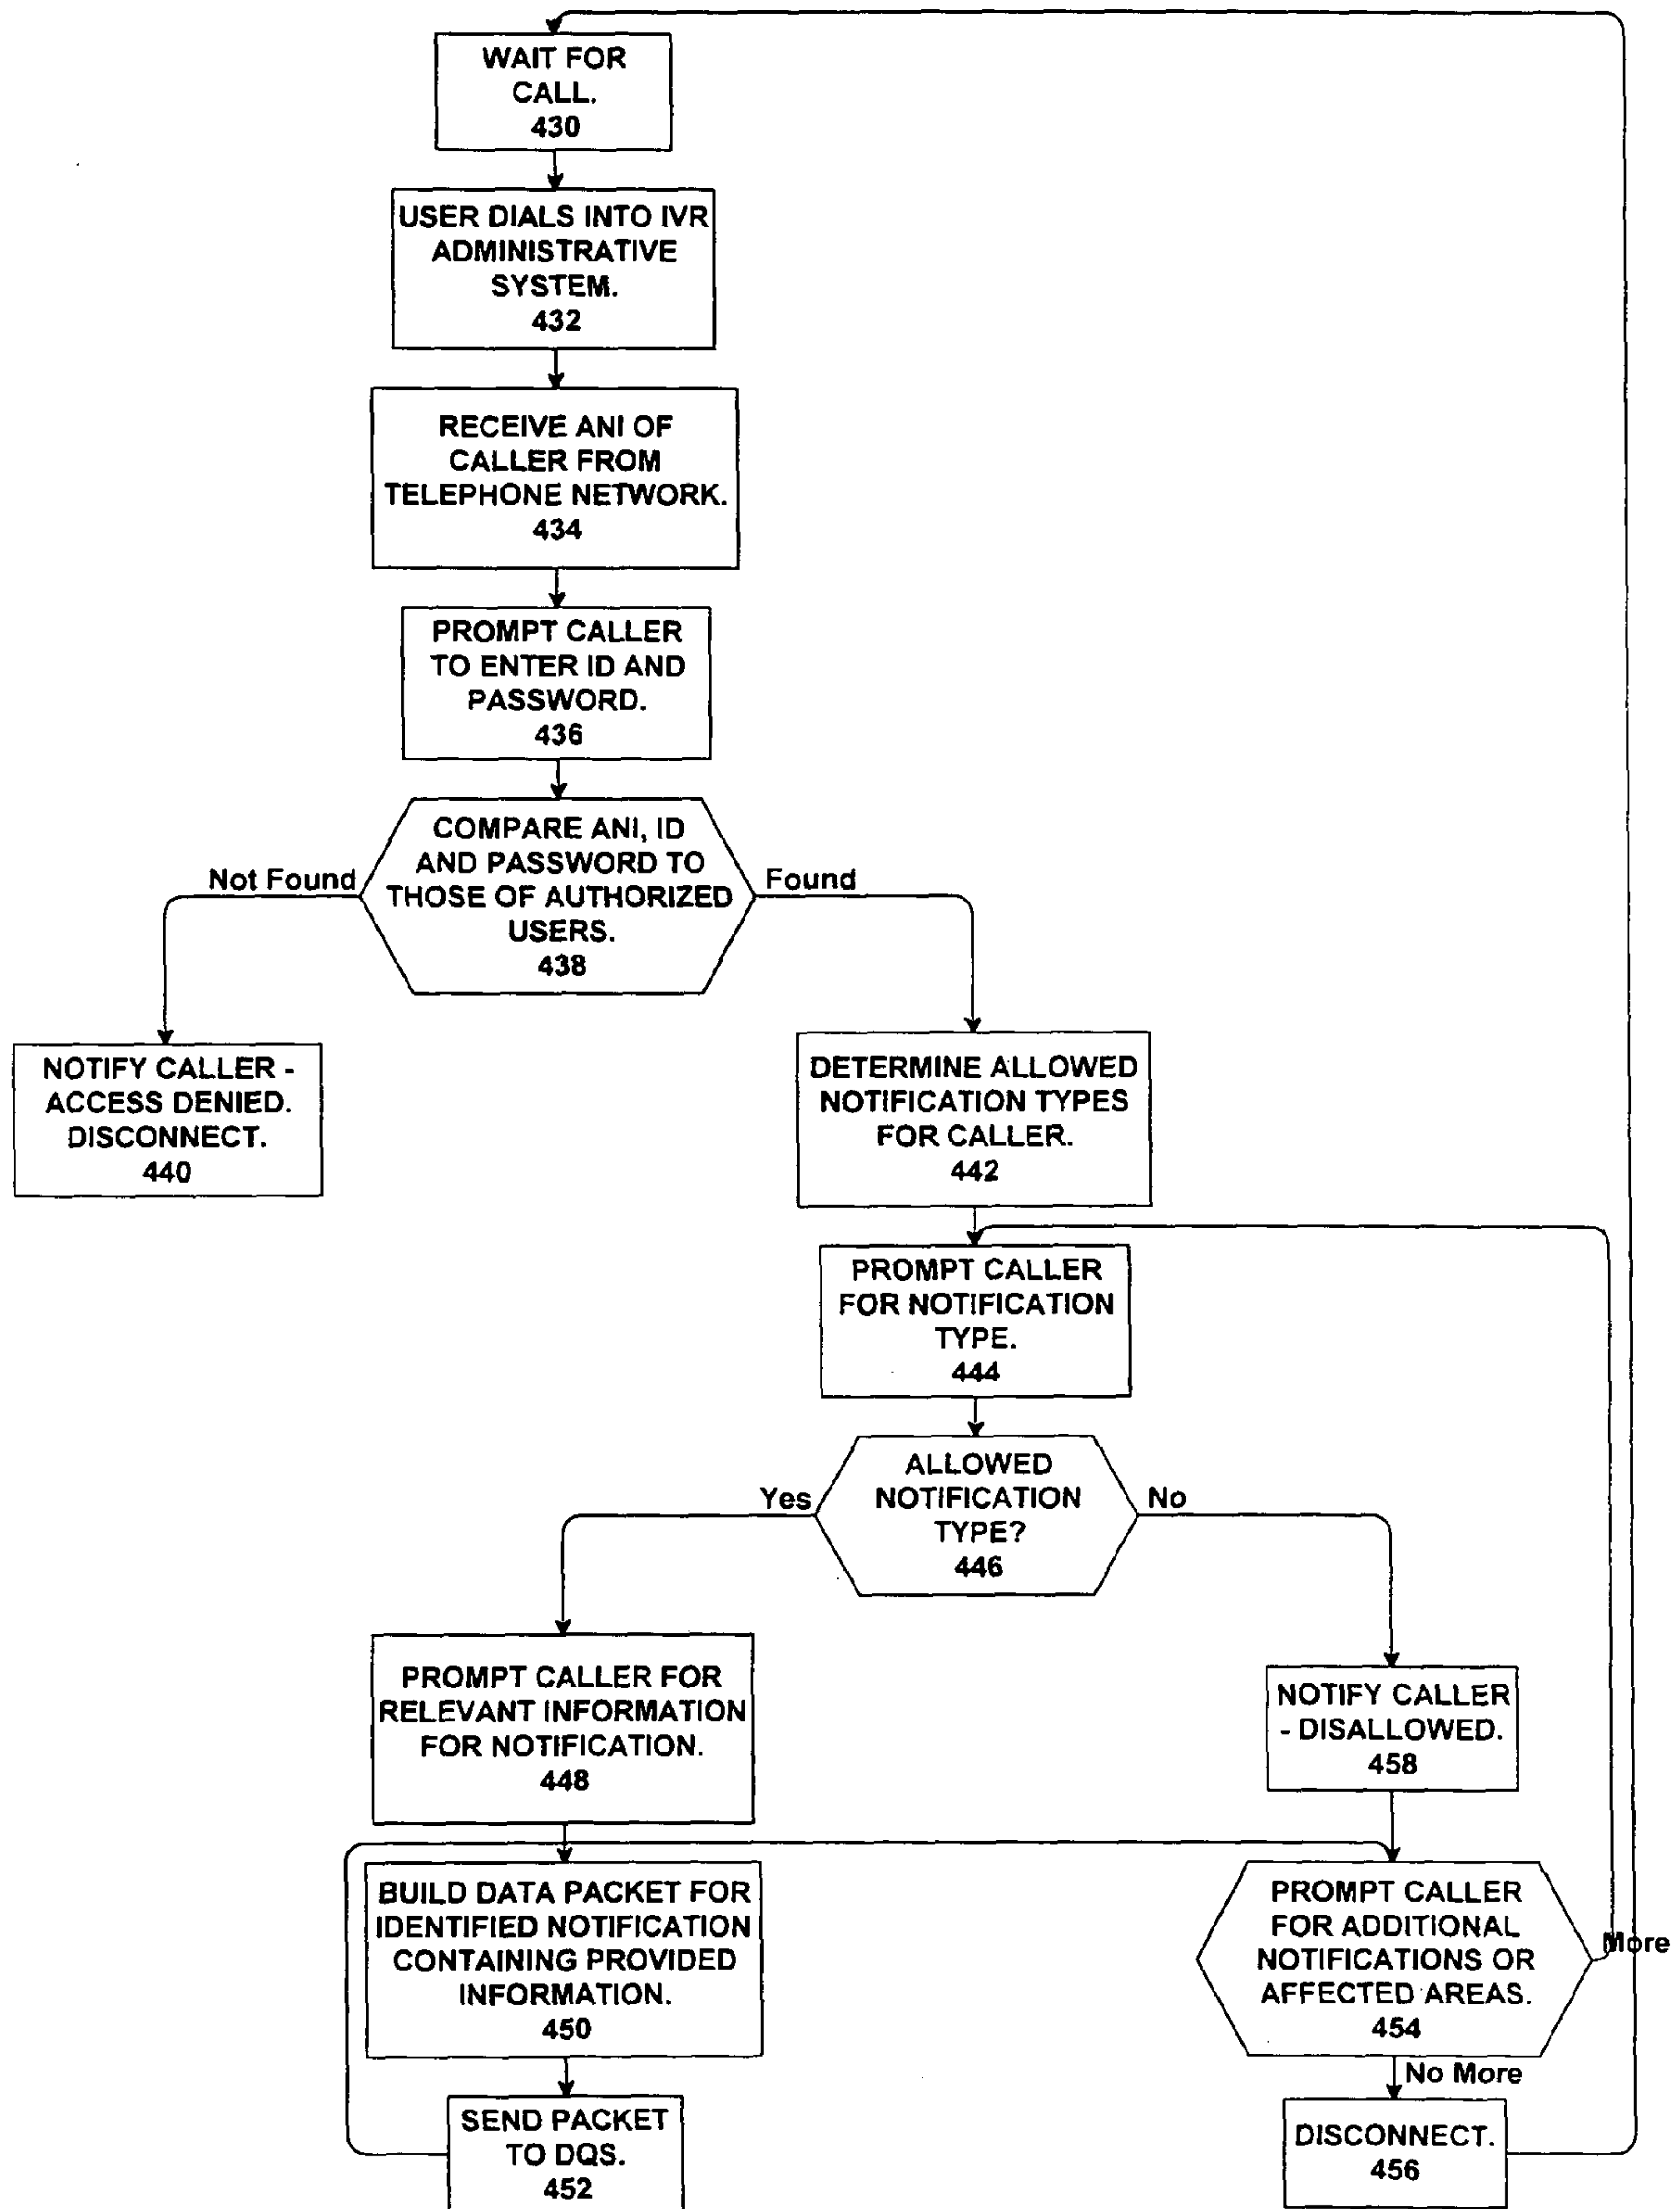 WAIT FOR
CALL.
430
USER DIALS INTO IVR
ADMINISTRATIVE
SYSTEM.
432
RECEIVE ANI OF
CALLER FROM
TELEPHONE NETWORK.
434
PROMPT CALLER
TO ENTER ID AND
PASSWORD.
436
COMPARE ANI, ID
AND PASSWORD TO
THOSE OF AUTHORIZED
USERS.
438
Not Found
Found
NOTIFY CALLER -
ACCESS DENIED.
DISCONNECT.
440
DETERMINE ALLOWED
NOTIFICATION TYPES
FOR CALLER.
442
PROMPT CALLER
FOR NOTIFICATION
TYPE.
444
ALLOWED
NOTIFICATION
TYPE?
446
Yes
No
PROMPT CALLER FOR
RELEVANT INFORMATION
FOR NOTIFICATION.
448
NOTIFY CALLER
- DISALLOWED.
458
BUILD DATA PACKET FOR
IDENTIFIED NOTIFICATION
CONTAINING PROVIDED
INFORMATION.
450
PROMPT CALLER
FOR ADDITIONAL
NOTIFICATIONS OR
AFFECTED AREAS.
454
More
No More
SEND PACKET
TO DQS.
452
DISCONNECT.
456